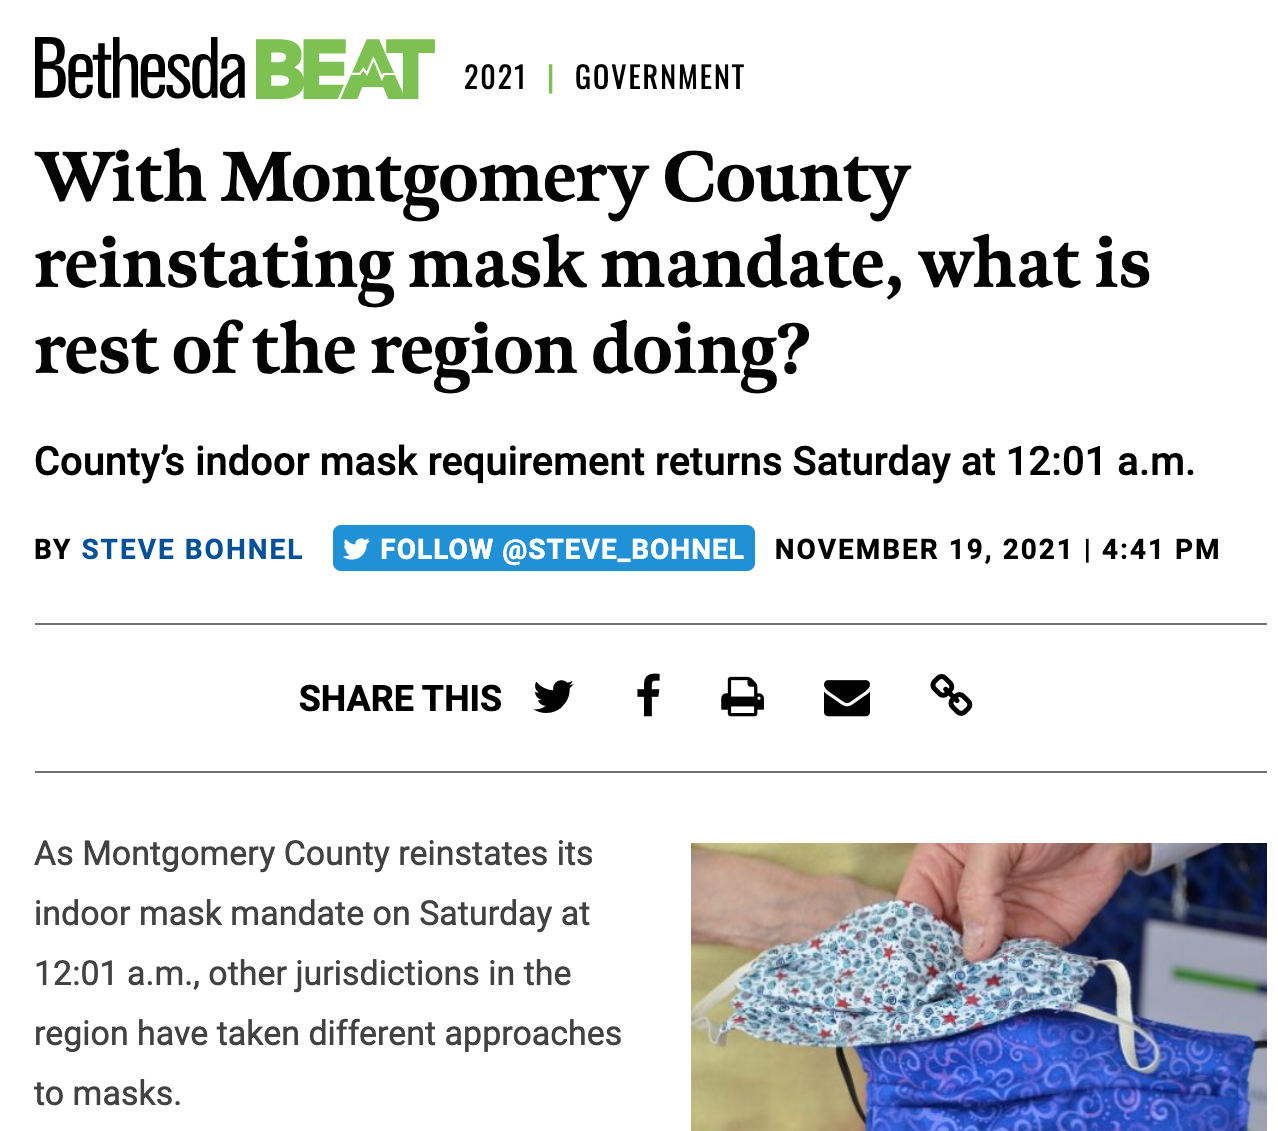 Bethesda BEAT 2021 | GOVERNMENT
With Montgomery County
reinstating mask mandate, what is
rest of the region doing?
County’s indoor mask requirement returns Saturday at 12:01 a.m.
BY STEVE BOHNEL FOLLOW @STEVE_BOHNEL NOVEMBER 19, 2021 | 4:41 PM
SHARE THIS
As Montgomery County reinstates its
indoor mask mandate on Saturday at
12:01 a.m., other jurisdictions in the
region have taken different approaches
to masks.